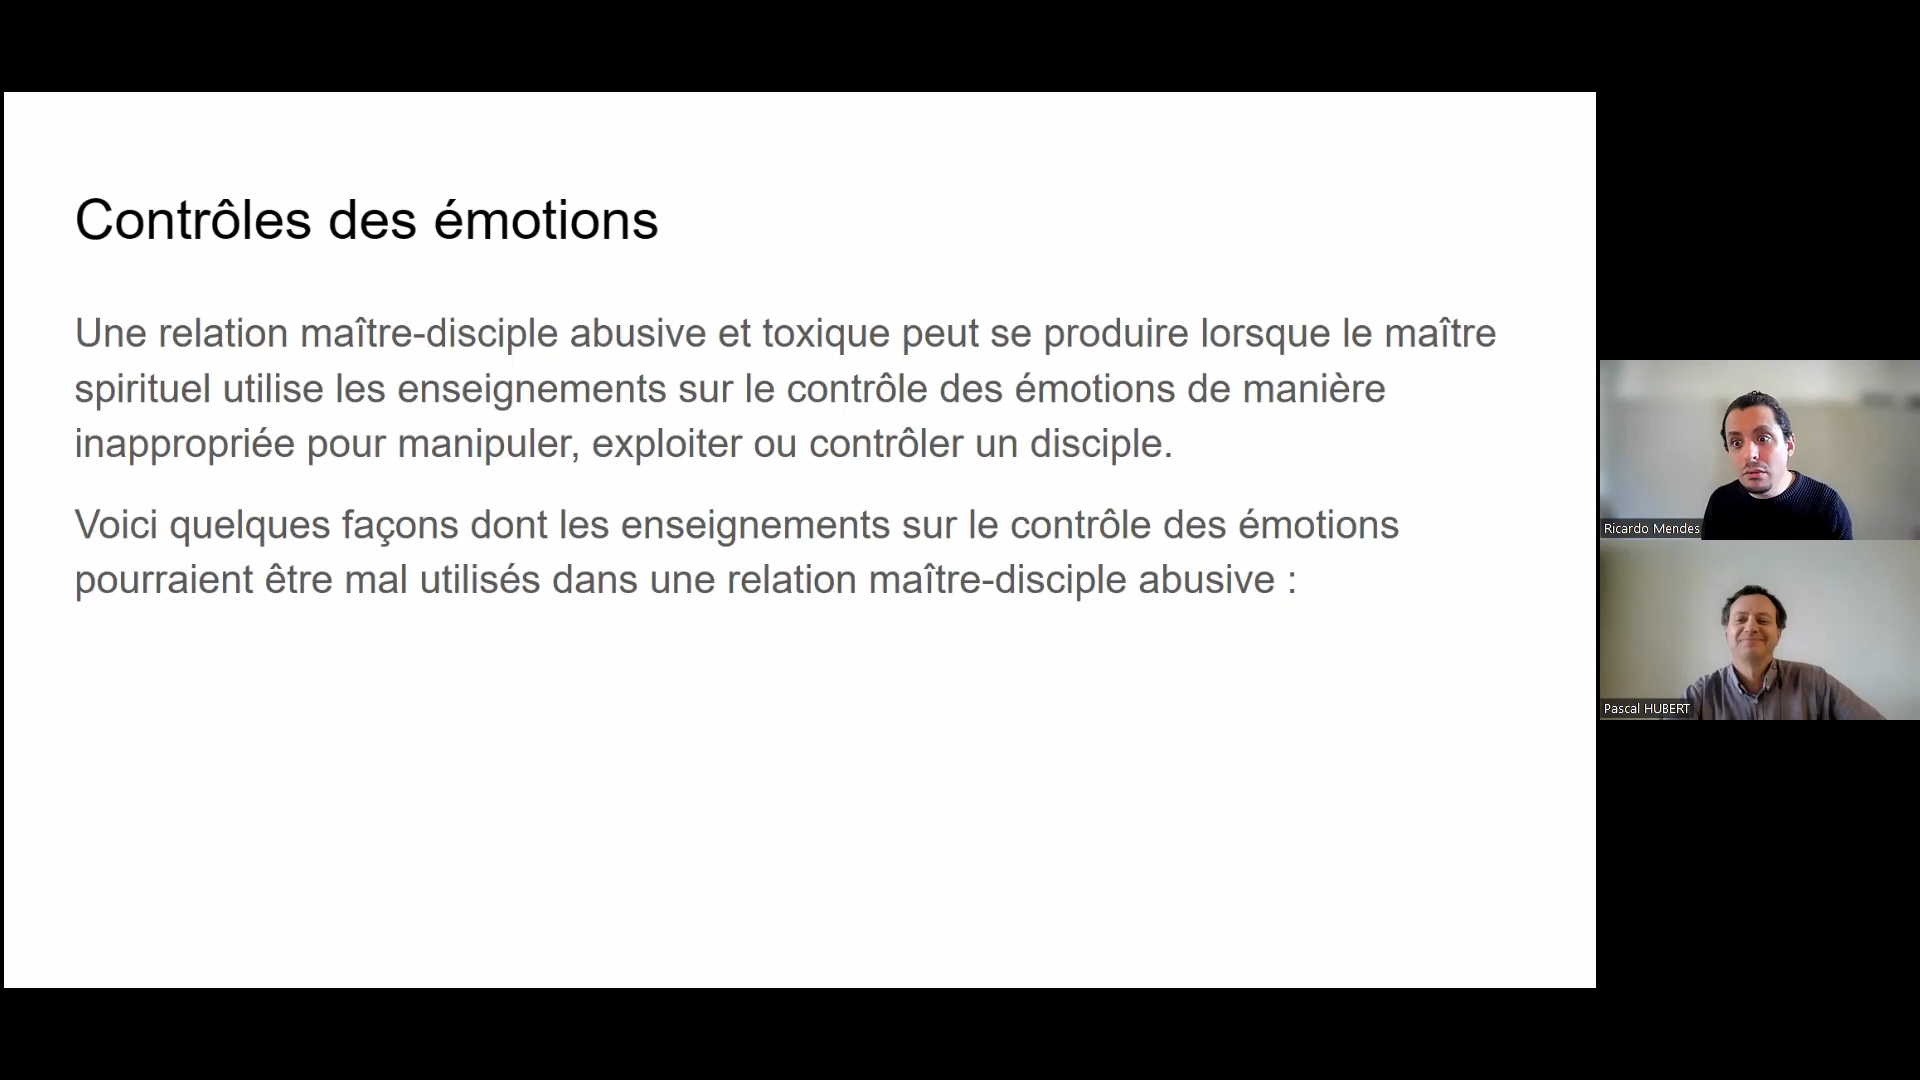 Contrôles des émotions
Une relation maître-disciple abusive et toxique peut se produire lorsque le maître
spirituel utilise les enseignements sur le contrôle des émotions de manière
inappropriée pour manipuler, exploiter ou contrôler un disciple.
Voici quelques façons dont les enseignements sur le contrôle des émotions
pourraient être mal utilisés dans une relation maître-disciple abusive :
Ricardo Mendes
Pascal HUBERT